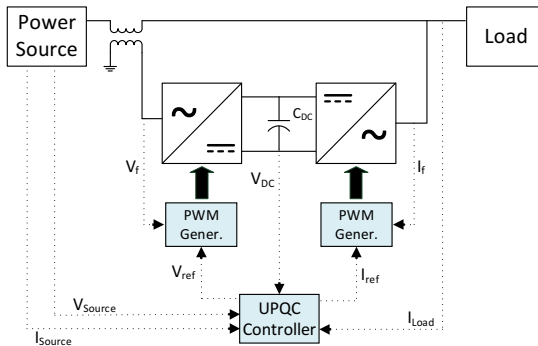 Power
Source
Load
~
C_DC
~
V_f
V_DC
I_f
PWM
Gener.
PWM
Gener.
V_ref
I_ref
V_Source
UPQC
Controller
I_Load
I_Source